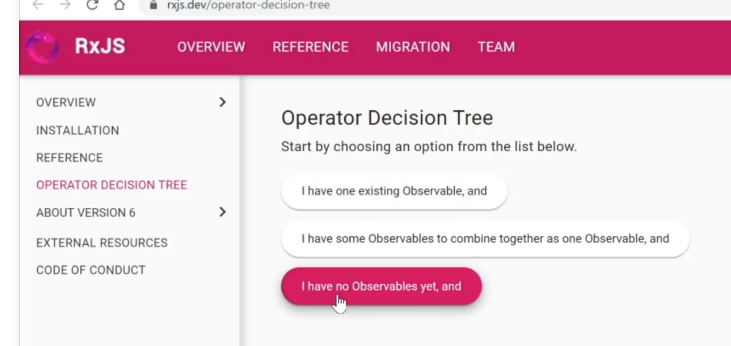 rxjs.dev/operator-decision-tree
RxJS OVERVIEW REFERENCE MIGRATION TEAM
OVERVIEW
INSTALLATION
REFERENCE
OPERATOR DECISION TREE
ABOUT VERSION 6
EXTERNAL RESOURCES
CODE OF CONDUCT
Operator Decision Tree
Start by choosing an option from the list below.
I have one existing Observable, and
I have some Observables to combine together as one Observable, and
I have no Observables yet, and